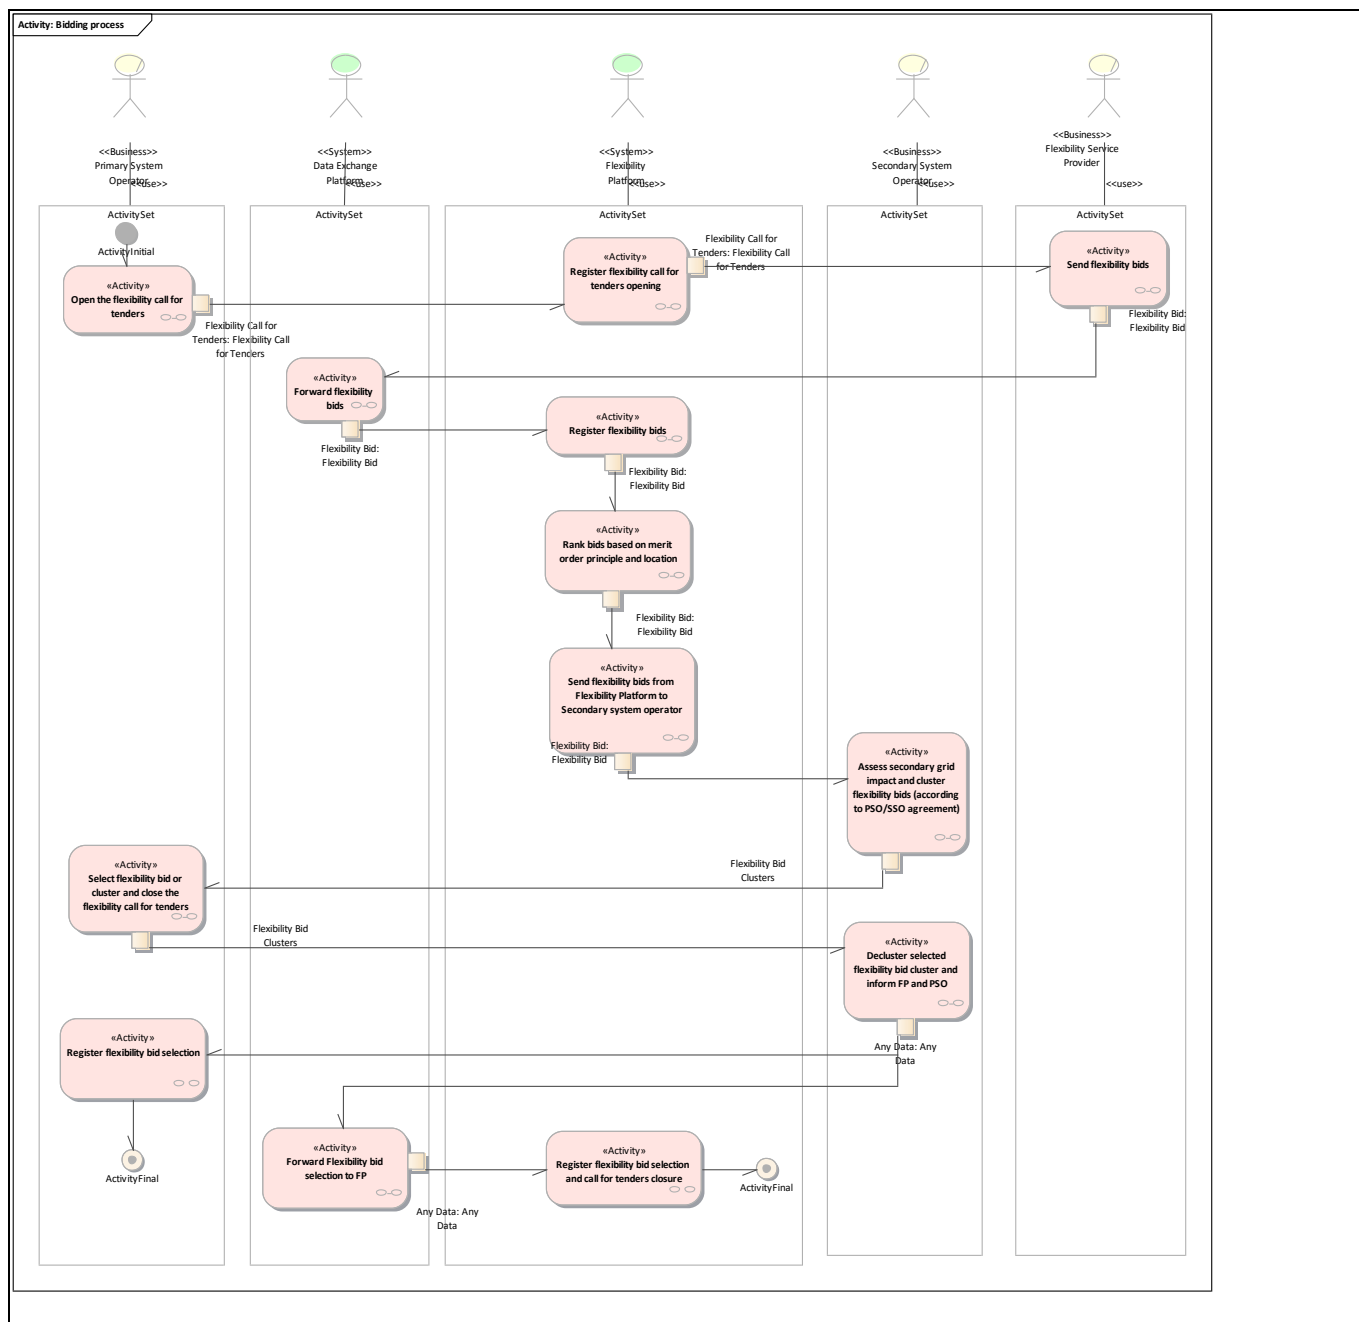 Activity: Bidding process
<<Business>>
Primary System
Operator
<<use>>
<<System>>
Data Exchange
Platform
<<use>>
<<System>>
Flexibility
Platform
<<use>>
<<Business>>
Secondary System
Operator
<<use>>
<<Business>>
Flexibility Service
Provider
<<use>>
ActivitySet
ActivitySet
ActivitySet
ActivitySet
ActivitySet
ActivityInitial
«Activity»
Open the flexibility call for
tenders
Flexibility Call for
Tenders: Flexibility Call
for Tenders
«Activity»
Register flexibility call for
tenders opening
Flexibility Call for
Tenders: Flexibility Call
for Tenders
«Activity»
Send flexibility bids
Flexibility Bid:
Flexibility Bid
«Activity»
Forward flexibility
bids
Flexibility Bid:
Flexibility Bid
«Activity»
Register flexibility bids
Flexibility Bid:
Flexibility Bid
«Activity»
Rank bids based on merit
order principle and location
Flexibility Bid:
Flexibility Bid
«Activity»
Send flexibility bids from
Flexibility Platform to
Secondary system operator
Flexibility Bid:
Flexibility Bid
«Activity»
Assess secondary grid
impact and cluster
flexibility bids (according
to PSO/SSO agreement)
Flexibility Bid
Clusters
«Activity»
Select flexibility bid or
cluster and close the
flexibility call for tenders
Flexibility Bid
Clusters
«Activity»
Decluster selected
flexibility bid cluster and
inform FP and PSO
Any Data: Any
Data
«Activity»
Register flexibility bid selection
ActivityFinal
«Activity»
Forward Flexibility bid
selection to FP
Any Data: Any
Data
«Activity»
Register flexibility bid selection
and call for tenders closure
ActivityFinal